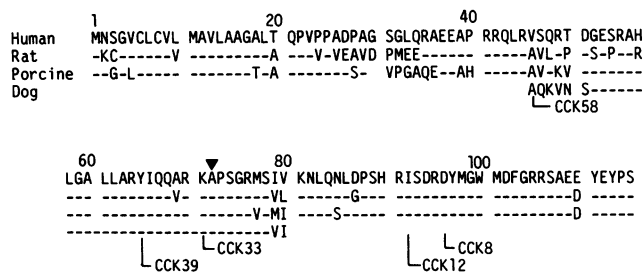 1 20 40
Human MNSGVCLCVL MAVLAAGALT QPVPPADPAG SGLQRAEEAP RRQLRVSQRT DGESRAH
Rat -KC------V ---------A ---V-VEAVD PMEE------ -----AVL-P -S-P--R
Porcine --G-L----- -------T-A ------S-- VPGAQE--AH -----AV-KV -------
Dog AQKVN S------
CCK58
60 ▼ 80 100
LGA LLARYIQQAR KAPSGRMSIV KNLQNLDPSH RISDRDYMGW MDFGRRSAEE YEYPS
--- -------V-- --------VL ------G--- ---------- --------D- -----
--- ---------- ------V-MI ----S----- ---------- --------D- -----
--- ---------- --------VI
CCK39 CCK33 CCK12 CCK8